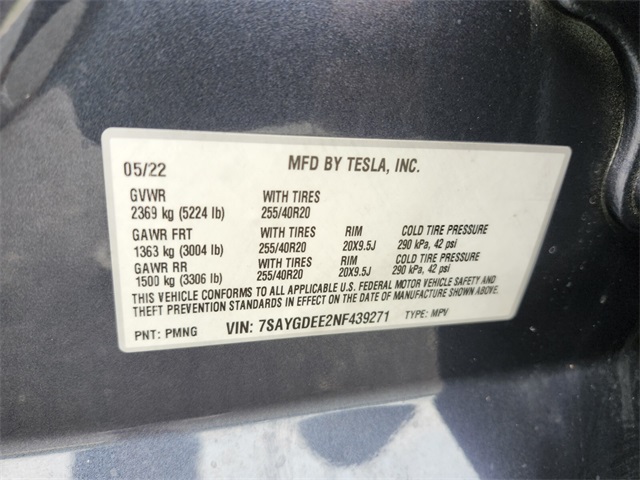 05/22 MFD BY TESLA, INC.
GVWR WITH TIRES
2369 kg (5224 lb) 255/40R20
GAWR FRT WITH TIRES RIM COLD TIRE PRESSURE
1363 kg (3004 lb) 255/40R20 20X9.5J 290 kPa, 42 psi
GAWR RR WITH TIRES RIM COLD TIRE PRESSURE
1500 kg (3306 lb) 255/40R20 20X9.5J 290 kPa, 42 psi
THIS VEHICLE CONFORMS TO ALL APPLICABLE U.S. FEDERAL MOTOR VEHICLE SAFETY AND
THEFT PREVENTION STANDARDS IN EFFECT ON THE DATE OF MANUFACTURE SHOWN ABOVE.
PNT: PMNG VIN: 7SAYGDEE2NF439271 TYPE: MPV